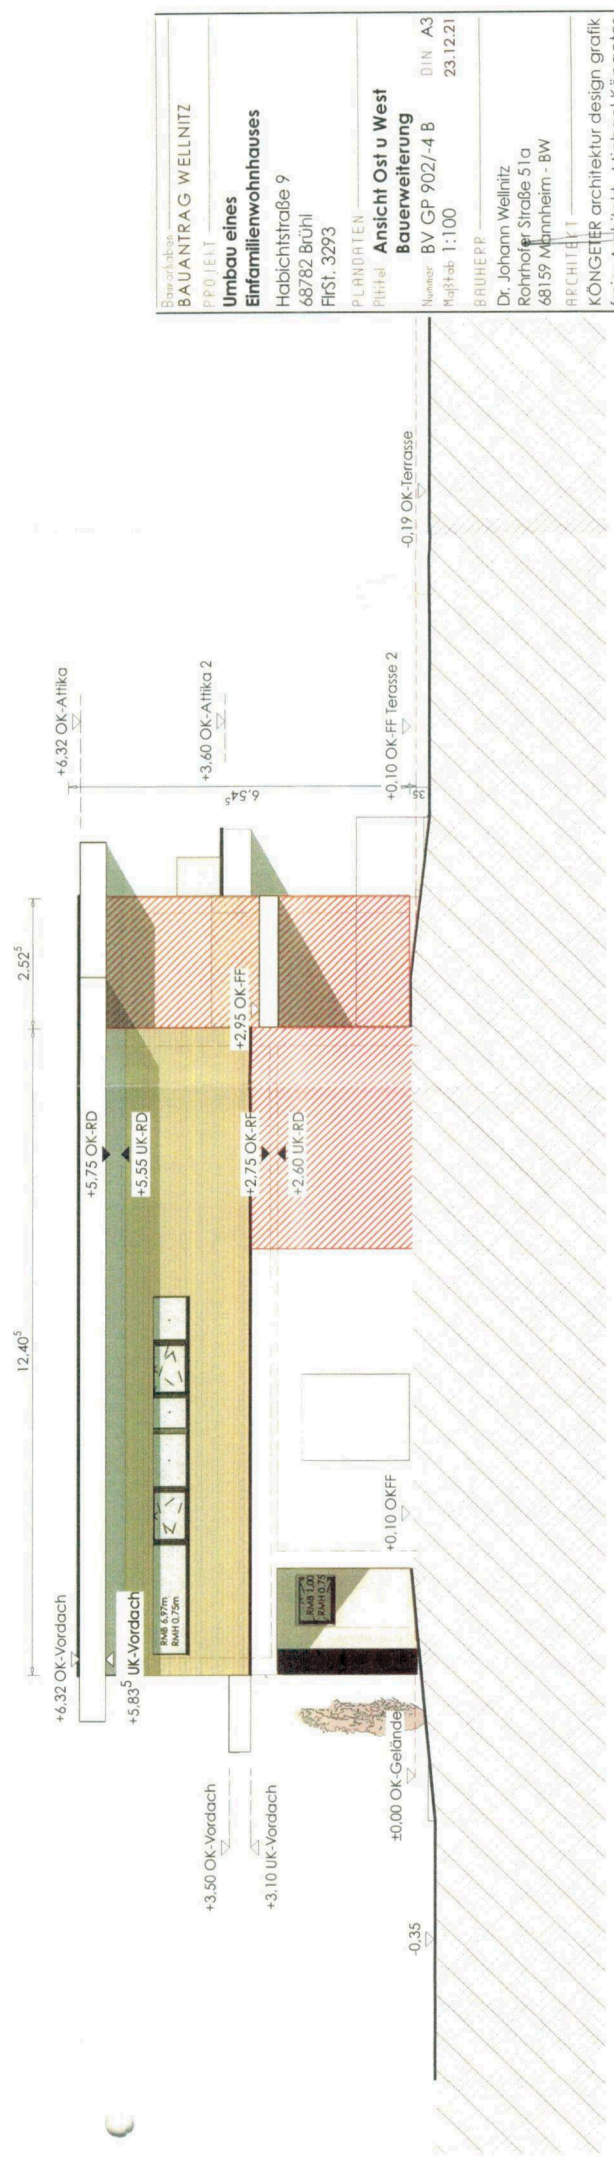 12.40⁵
2.52⁵
+6,32 OK-Vordach
+5,83⁵ UK-Vordach
+3,50 OK-Vordach
+3,10 UK-Vordach
±0,00 OK-Gelände
-0,35
RMB 6,97m
RMH 0,75m
RMB 1,00
RMH 0,75
+0,10 OKFF
+5,75 OK-RD
+5,55 UK-RD
+2,95 OK-FF
+2,75 OK-RF
+2,60 UK-RD
+6,32 OK-Attika
+3,60 OK-Attika 2
6.54⁵
35
+0,10 OK-FF Terasse 2
-0,19 OK-Terrasse
Bauvorhaben
BAUANTRAG WELLNITZ
PROJEKT
Umbau eines
Einfamilienwohnhauses
Habichtstraße 9
68782 Brühl
FlrSt. 3293
PLANDATEN
Pltitel Ansicht Ost u West
Bauerweiterung
Nummer BV GP 902/-4 B DIN A3
Maßstab 1:100 23.12.21
BAUHERR
Dr. Johann Wellnitz
Rohrhofer Straße 51a
68159 Mannheim - BW
ARCHITEKT
KÖNGETER architektur design grafik